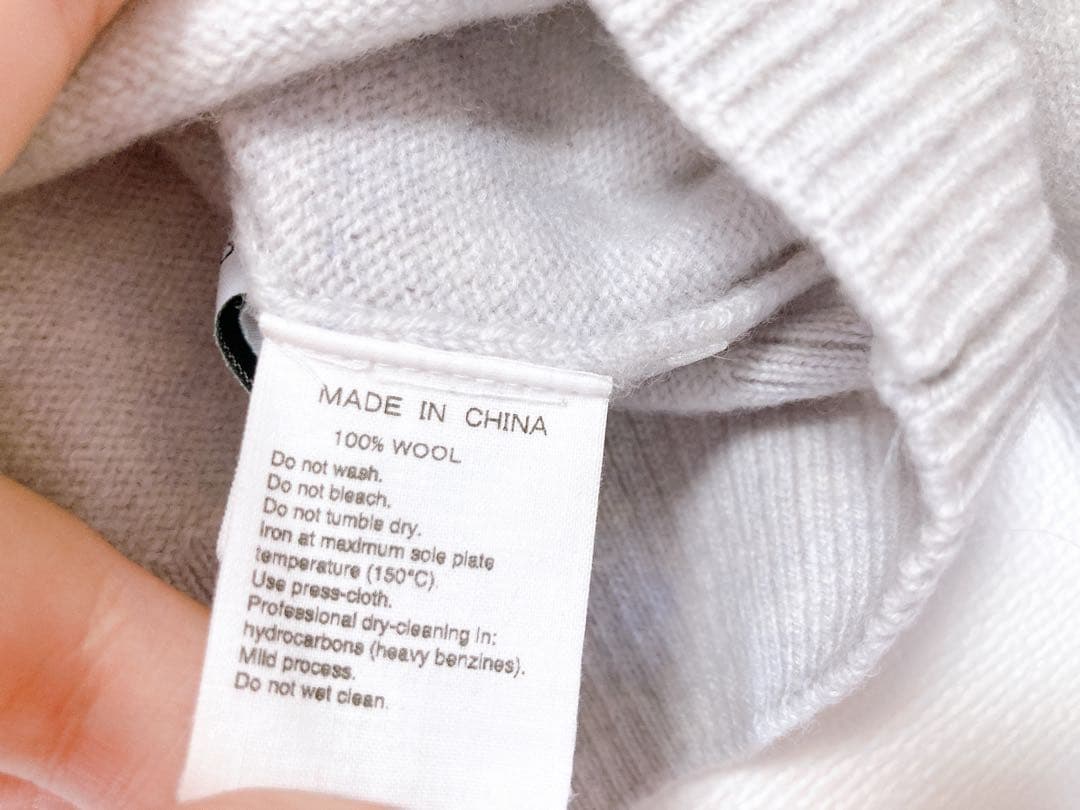 MADE IN CHINA
100% WOOL
Do not wash.
Do not bleach.
Do not tumble dry.
Iron at maximum sole plate
temperature (150°C).
Use press-cloth.
Professional dry-cleaning in:
hydrocarbons (heavy benzines).
Mild process.
Do not wet clean.